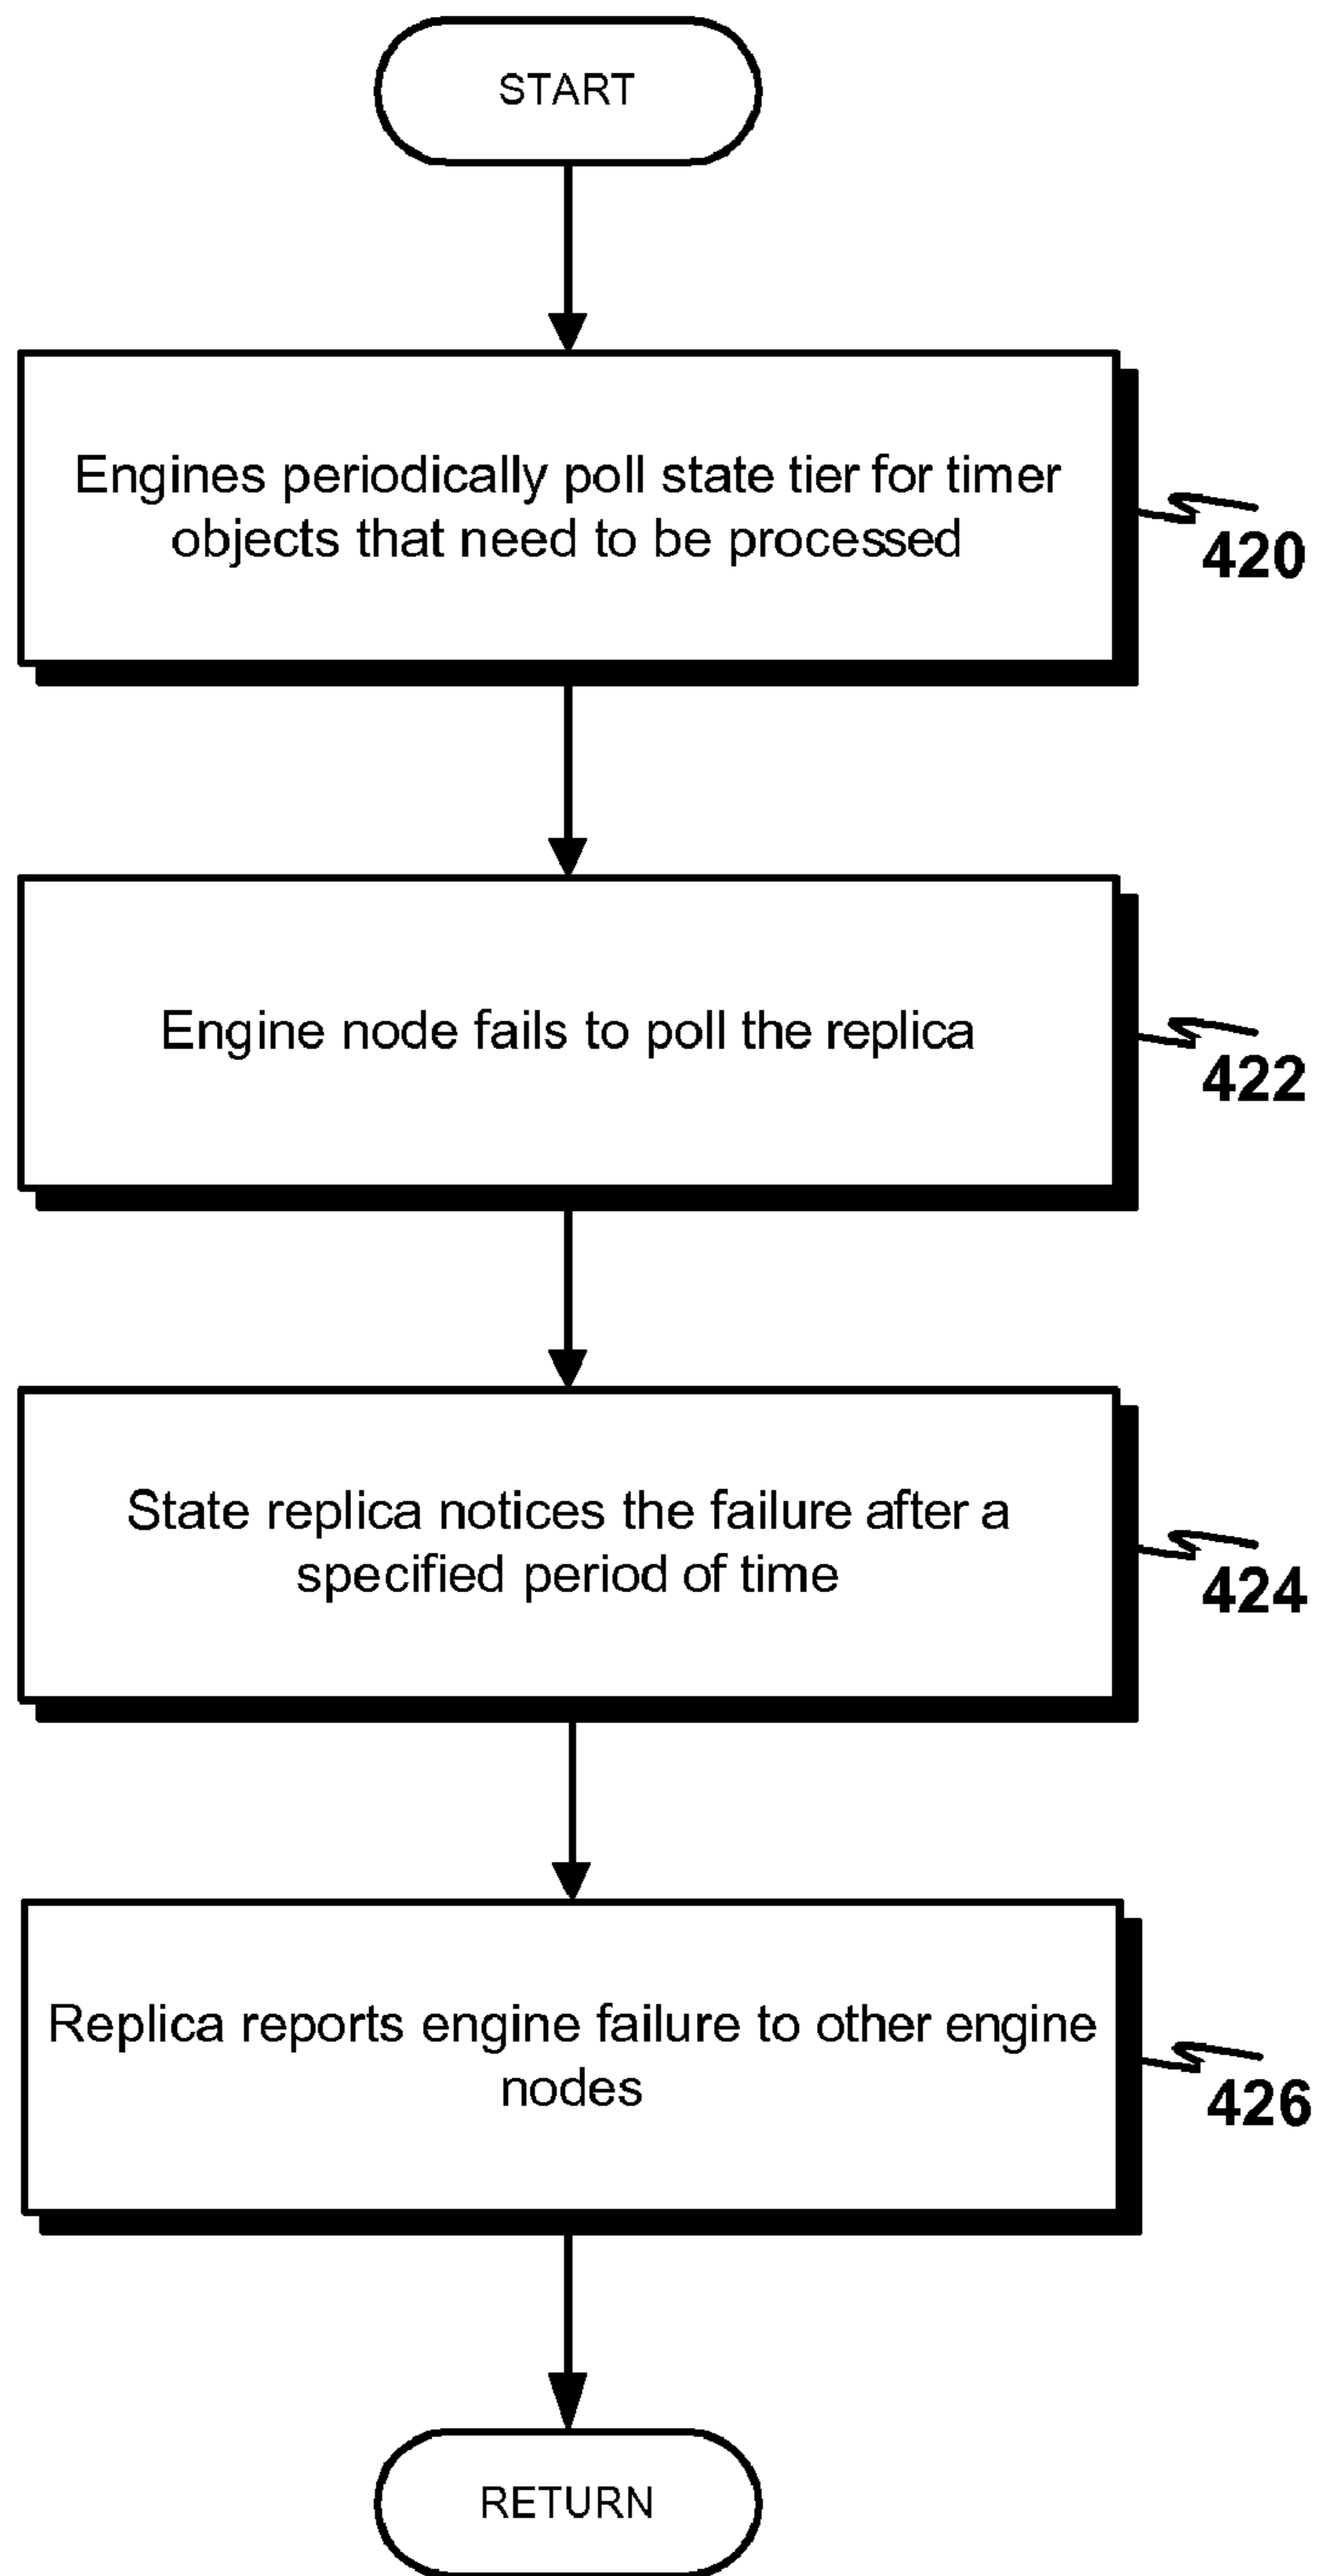 START
Engines periodically poll state tier for timer
objects that need to be processed
420
Engine node fails to poll the replica
422
State replica notices the failure after a
specified period of time
424
Replica reports engine failure to other engine
nodes
426
RETURN